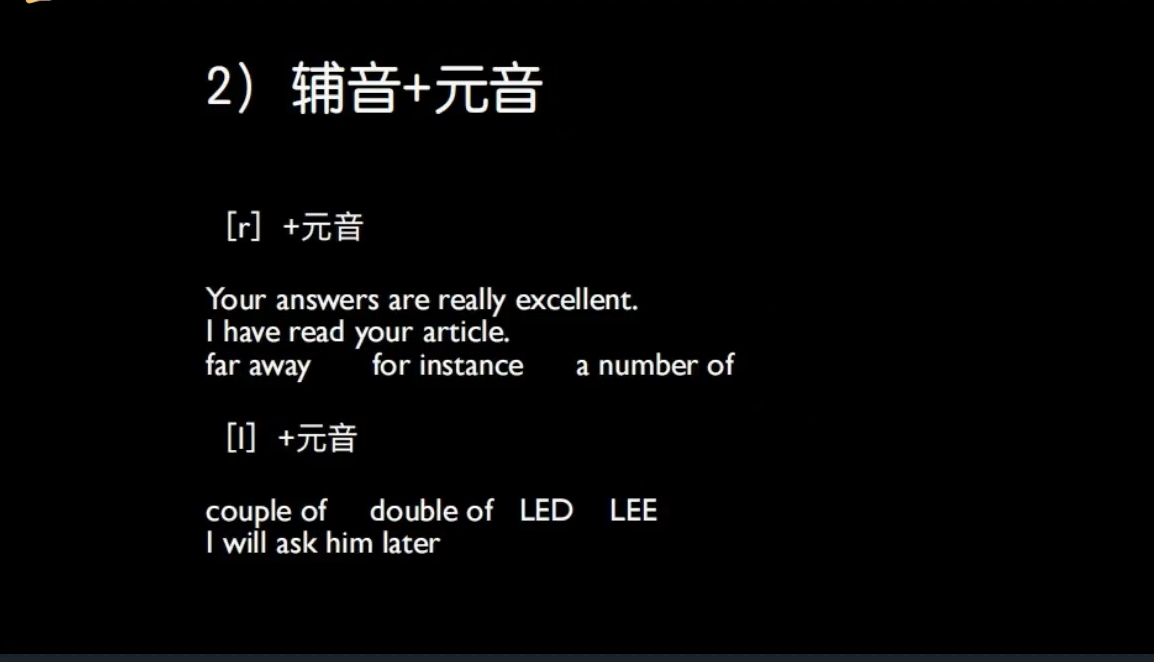 2) 辅音+元音
[r] +元音
Your answers are really excellent.
I have read your article.
far away for instance a number of
[l] +元音
couple of double of LED LEE
I will ask him later